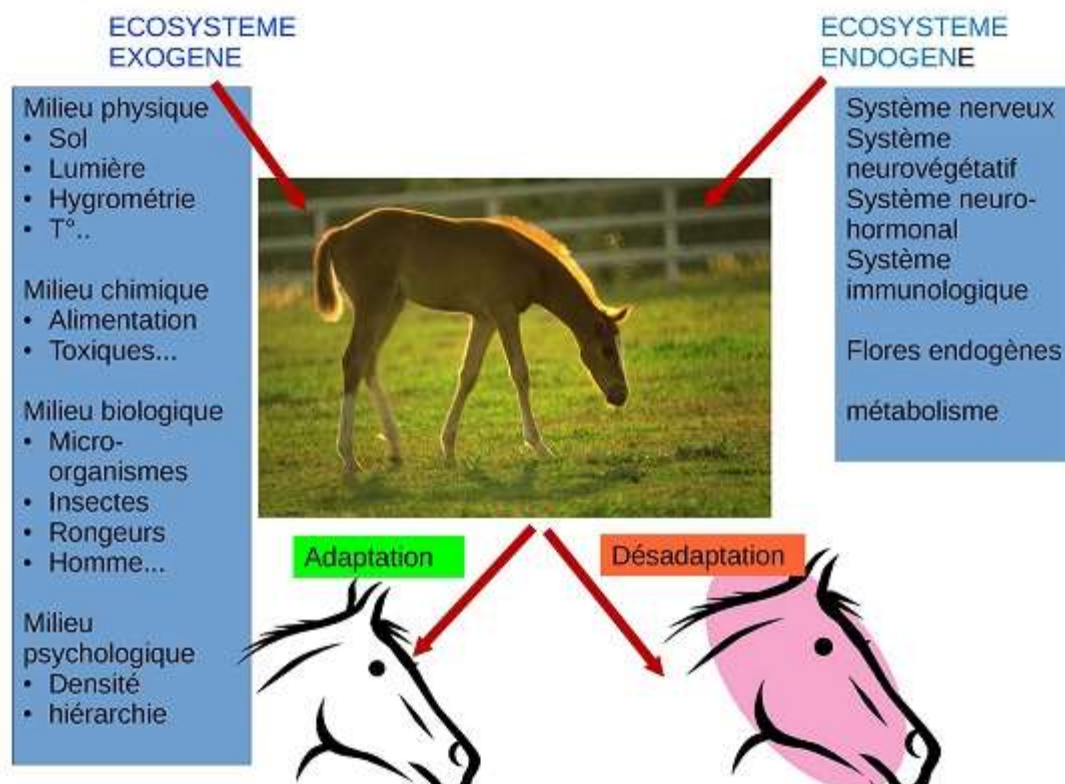 ECOSYSTEME
EXOGENE
Milieu physique
• Sol
• Lumière
• Hygrométrie
• T°..
Milieu chimique
• Alimentation
• Toxiques...
Milieu biologique
• Micro-
organismes
• Insectes
• Rongeurs
• Homme...
Milieu
psychologique
• Densité
• hiérarchie
ECOSYSTEME
ENDOGENE
Système nerveux
Système
neurovégétatif
Système neuro-
hormonal
Système
immunologique
Flores endogènes
métabolisme
Adaptation
Désadaptation